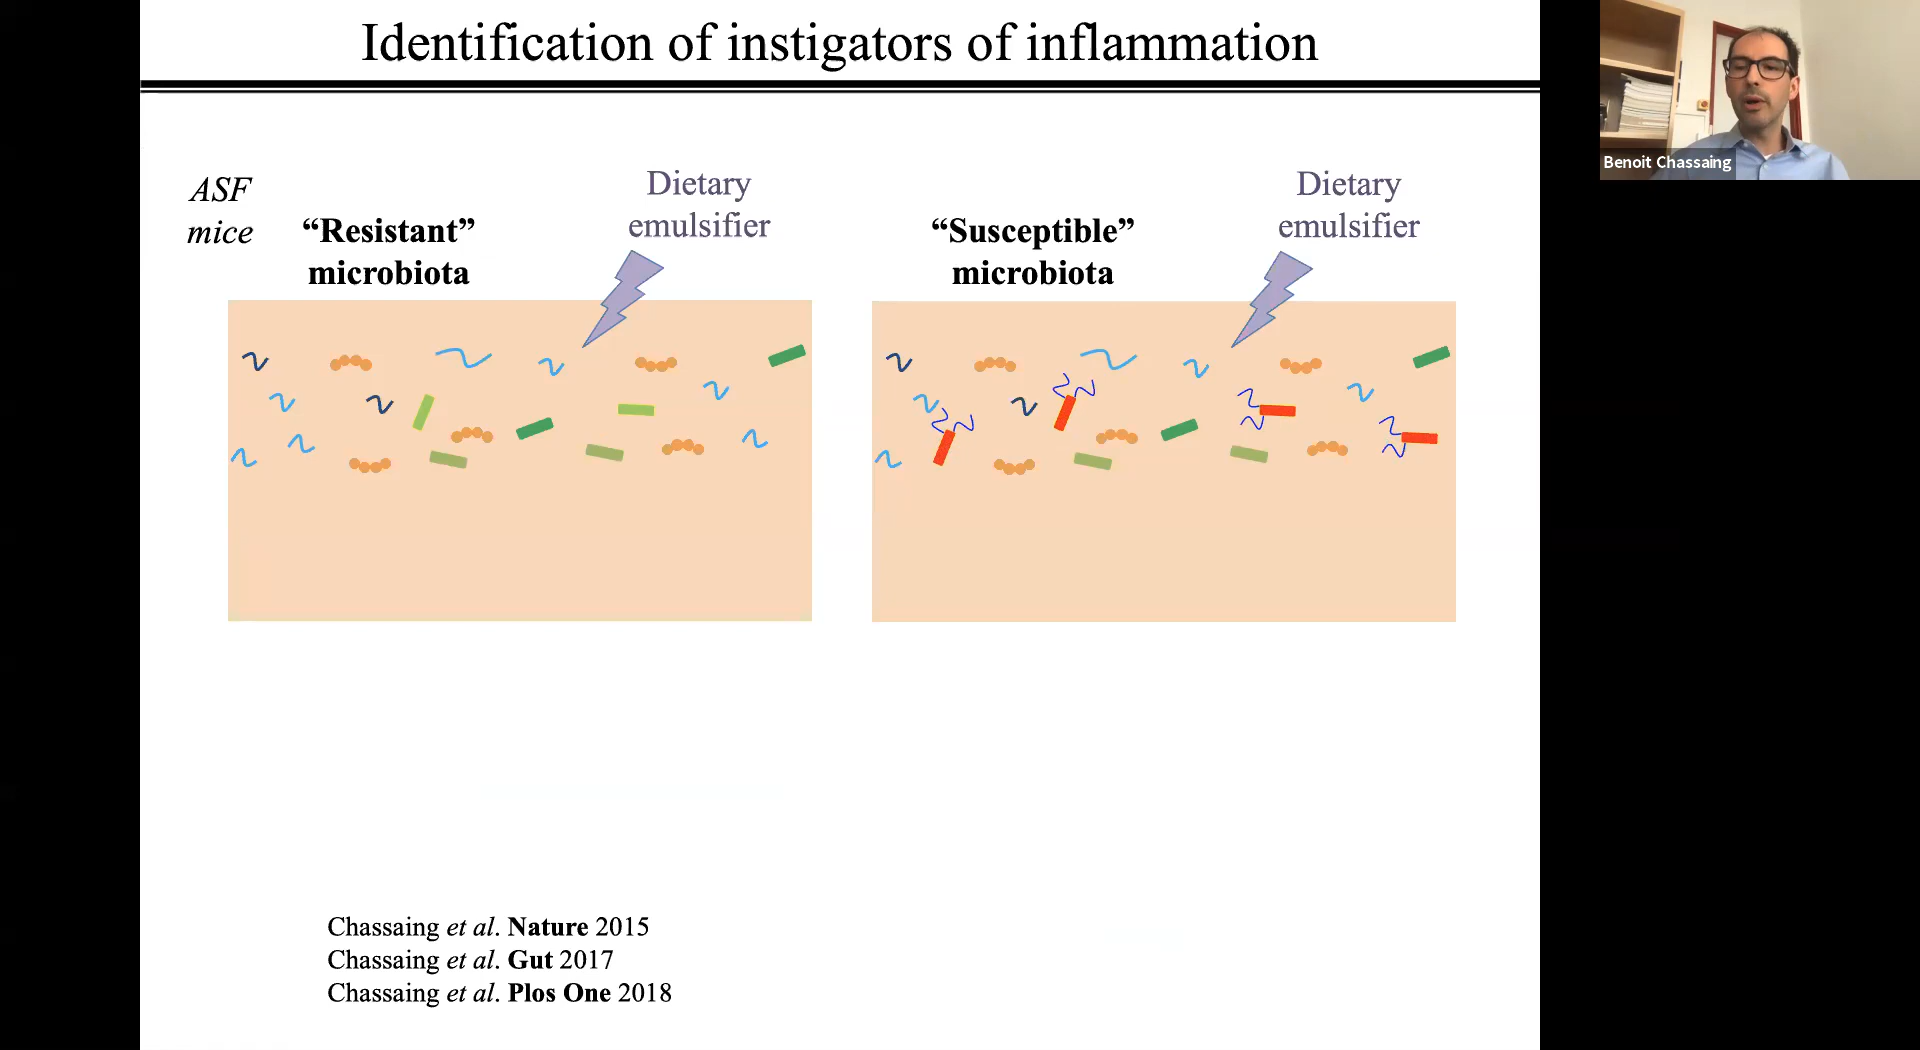 Identification of instigators of inflammation
ASF
mice
“Resistant”
microbiota
Dietary
emulsifier
“Susceptible”
microbiota
Dietary
emulsifier
Chassaing et al. Nature 2015
Chassaing et al. Gut 2017
Chassaing et al. Plos One 2018
Benoit Chassaing